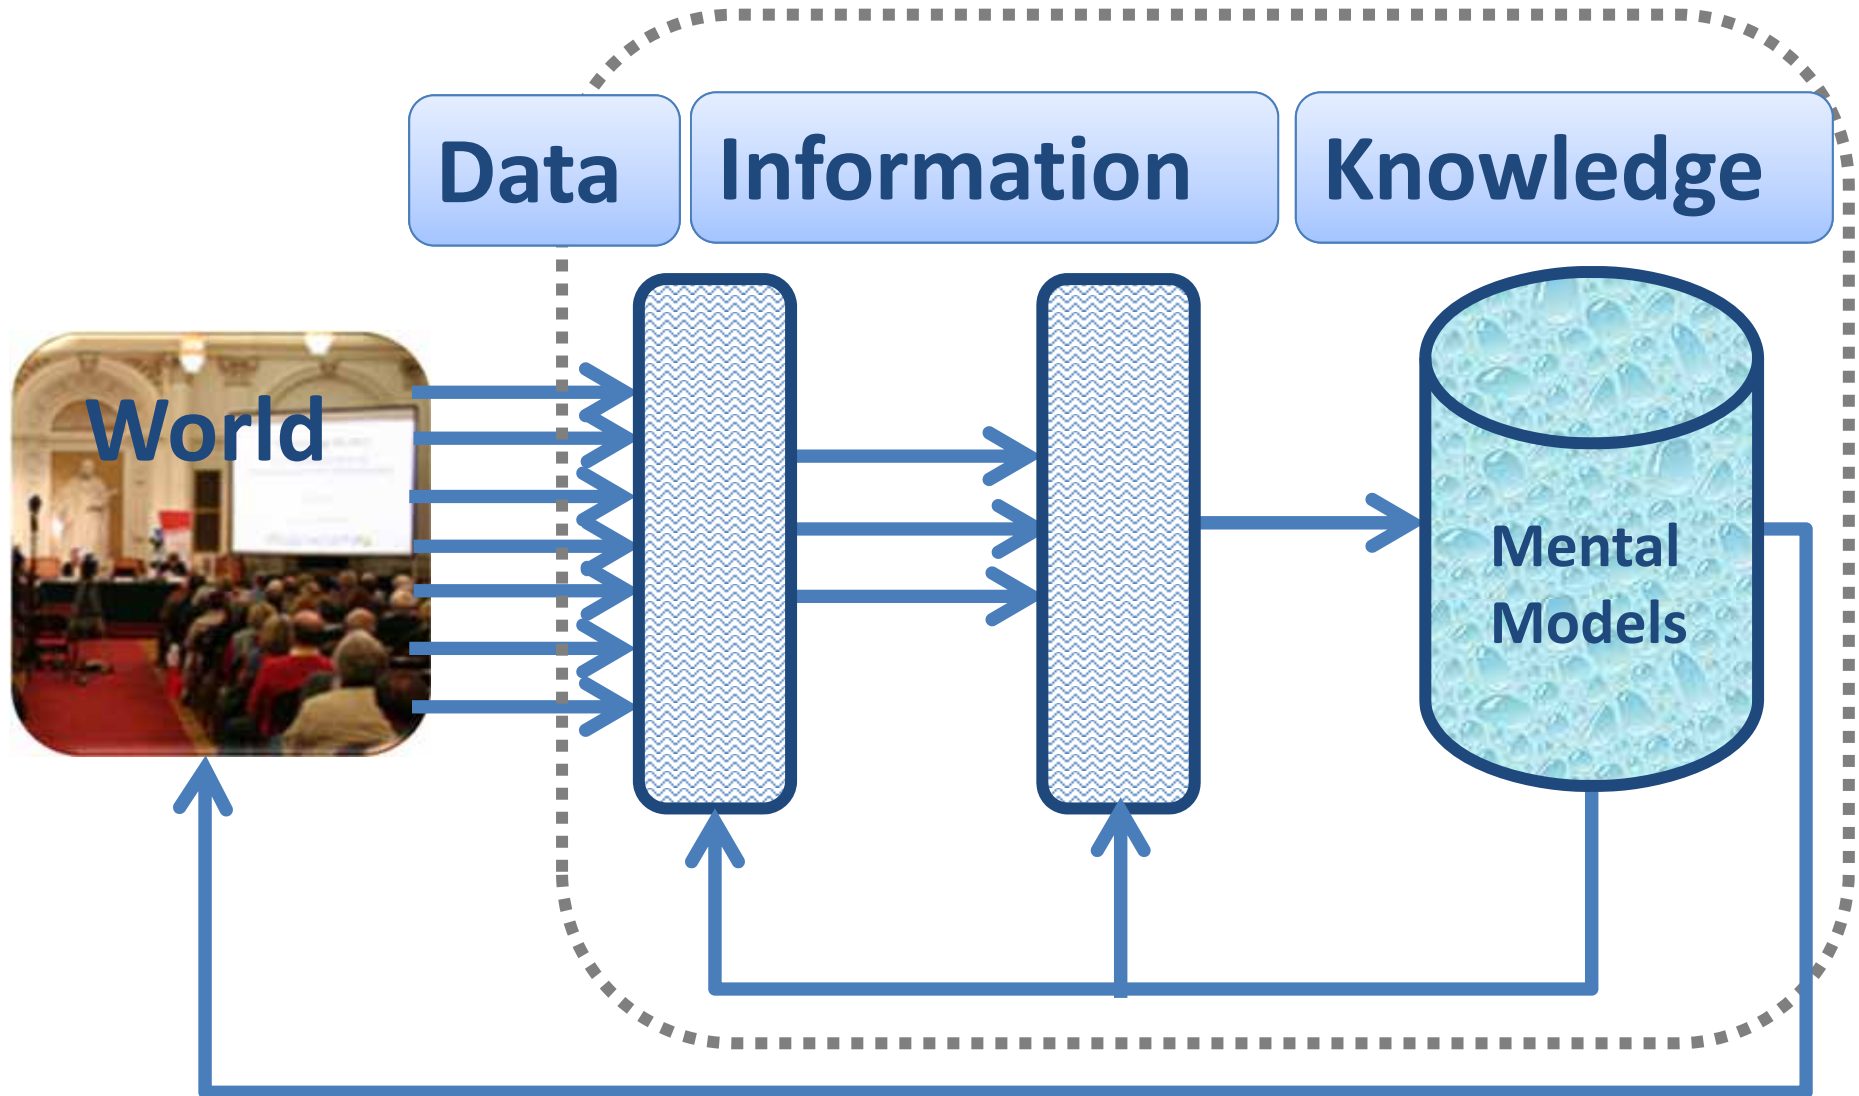 Data
Information
Knowledge
World
Mental
Models